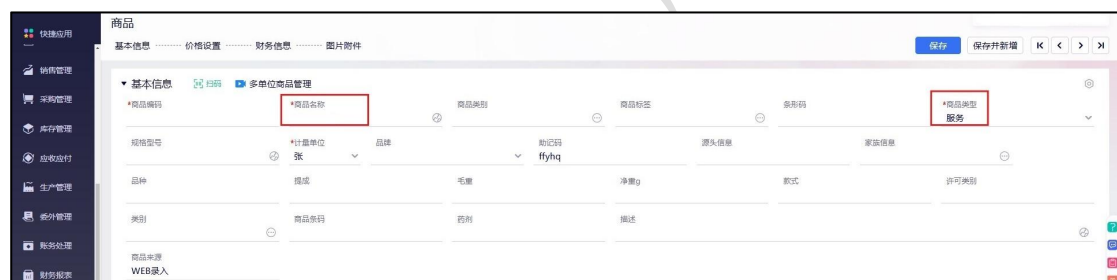 商品
快捷应用
基本信息 价格设置 财务信息 图片附件
保存 保存并新增
销售管理
基本信息 扫码 多单位商品管理
采购管理
*商品编码 *商品名称 商品类别 商品标签 条形码 *商品类型
服务
库存管理
规格型号 *计量单位 品牌 助记码 源头信息 家族信息
张 ffyhq
应收应付
生产管理
品种 提成 毛重 净重g 款式 许可类别
委外管理
类别 商品条码 药剂 描述
账务处理
商品来源
WEB录入
财务报表